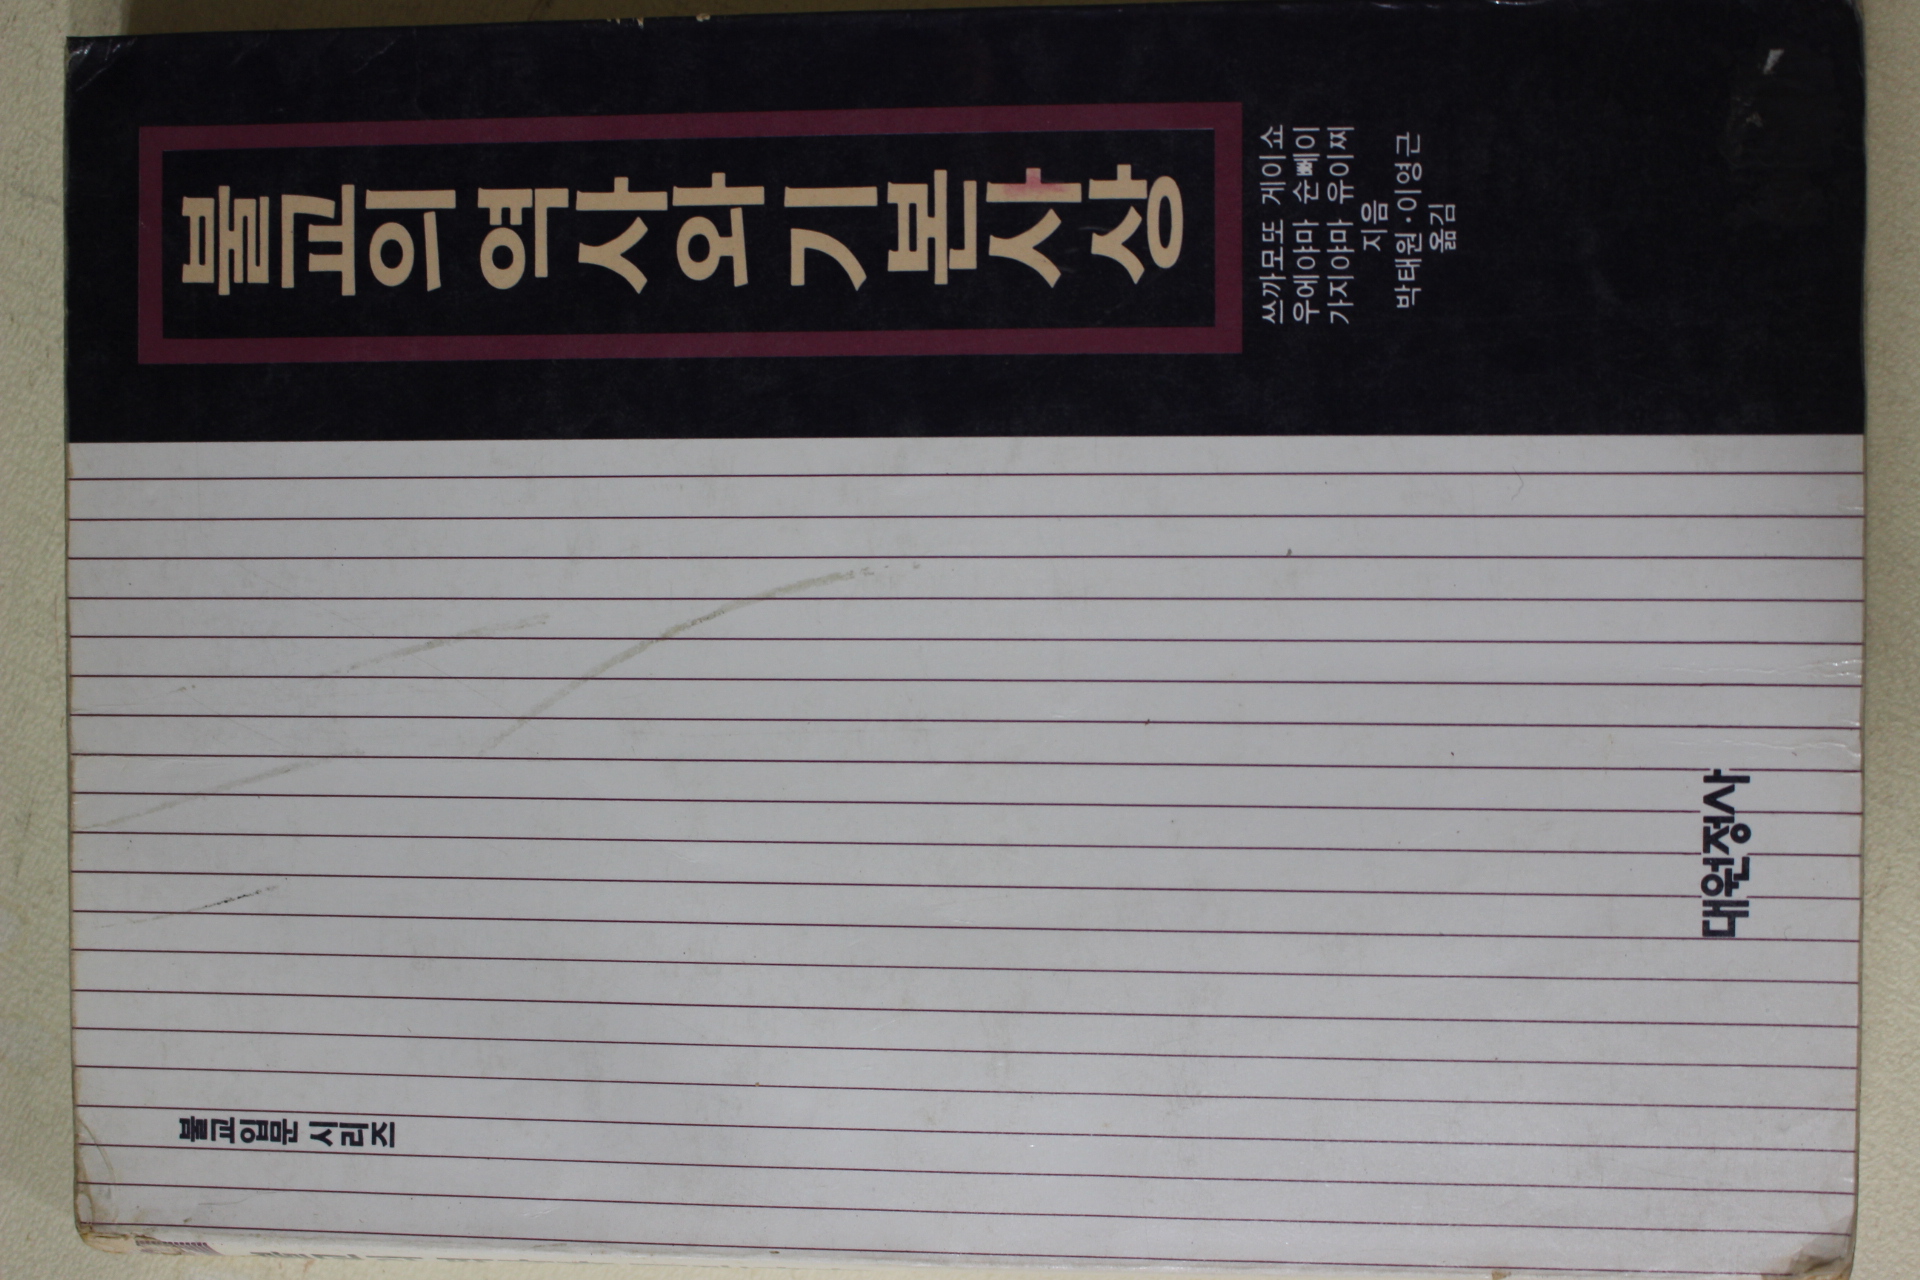 불교입문 시리즈
불교의 역사와 기본사상
쓰까모또 게이쇼
우에야마 슌뻬이
가지야마 유이찌
지음
박태원·이영근
옮김
대원정사